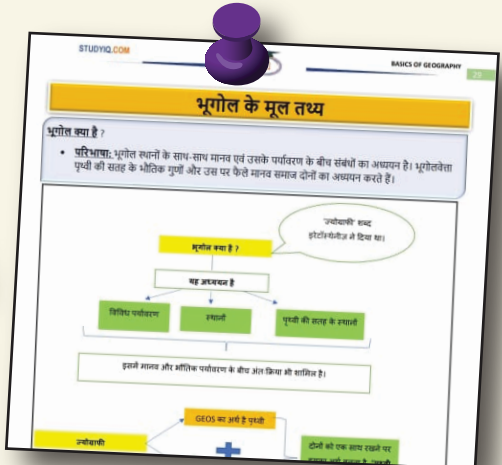 STUDYIQ.COM
BASICS OF GEOGRAPHY
20
भूगोल के मूल तथ्य
भूगोल क्या है ?
• परिभाषा: भूगोल स्थानों के साथ-साथ मानव एवं उसके पर्यावरण के बीच संबंधों का अध्ययन है। भूगोलवेत्ता
पृथ्वी की सतह के भौतिक गुणों और उस पर फैले मानव समाज दोनों का अध्ययन करते हैं।
'ज्योग्राफी' शब्द
इरेटॉस्थेनीज ने दिया था।
भूगोल क्या है ?
यह अध्ययन है
विविध पर्यावरण
स्थानों
पृथ्वी की सतह के स्थानों
इसमें मानव और भौतिक पर्यावरण के बीच अंतःक्रिया भी शामिल है।
GEOS का अर्थ है पृथ्वी
ज्योग्राफी
दोनों को एक साथ रखने पर